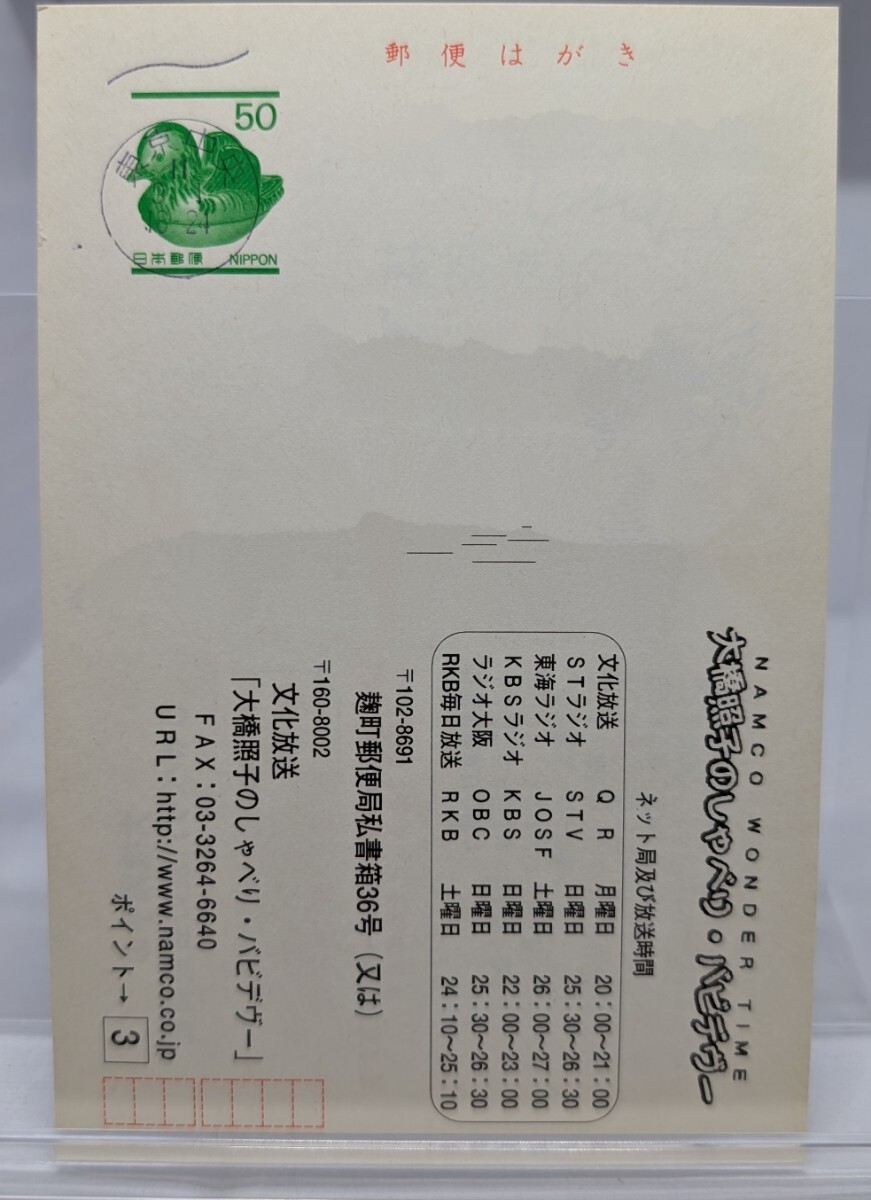 郵便はがき
50
日本郵便 NIPPON
NAMCO WONDER TIME
大橋照子のしゃべり・バビデヴー
ネット局及び放送時間
文化放送 QR 月曜日 20:00～21:00
STラジオ STV 日曜日 25:30～26:30
東海ラジオ JOSF 土曜日 26:00～27:00
KBSラジオ KBS 日曜日 22:00～23:00
ラジオ大阪 OBC 日曜日 25:30～26:30
RKB毎日放送 RKB 土曜日 24:10～25:10
〒102-8691
麹町郵便局私書箱36号（又は）
〒160-8002
文化放送
「大橋照子のしゃべり・バビデヴー」
FAX：03-3264-6640
URL：http://www.namco.co.jp
ポイント→ 3